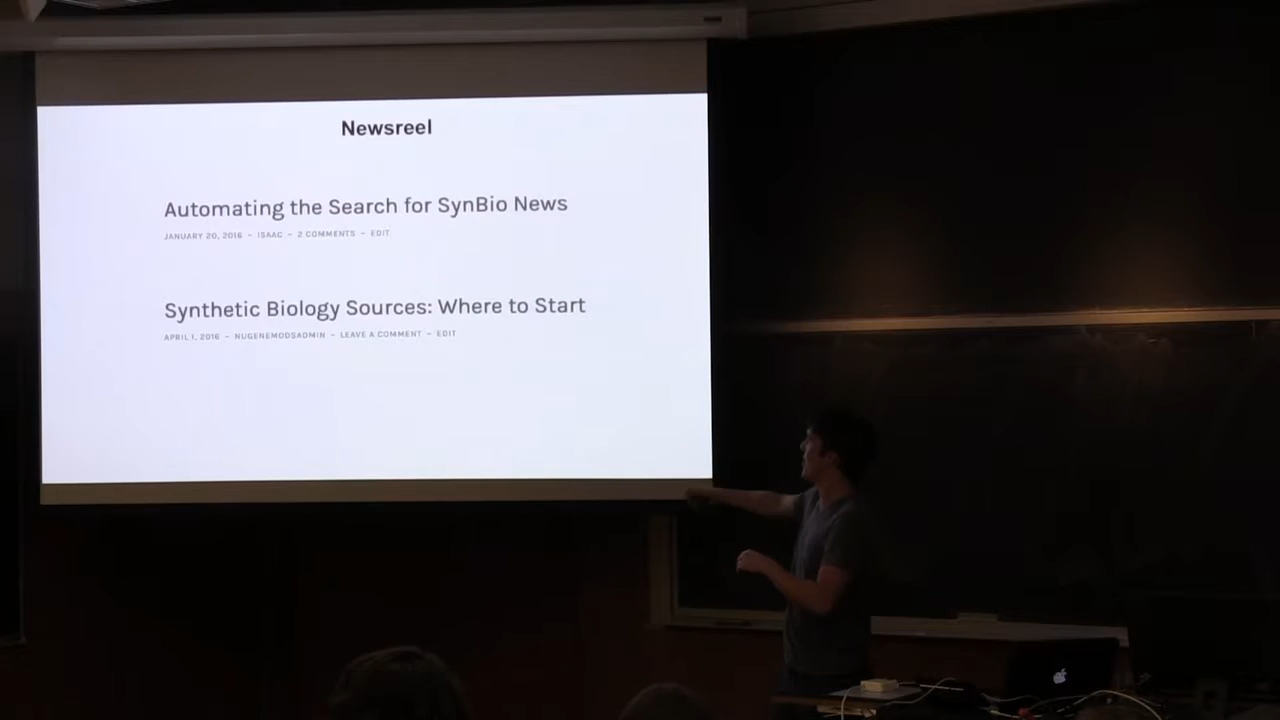 Newsreel
Automating the Search for SynBio News
JANUARY 20, 2016 – ISAAC – 2 COMMENTS – EDIT
Synthetic Biology Sources: Where to Start
APRIL 1, 2016 – NUGENEMODSADMIN – LEAVE A COMMENT – EDIT